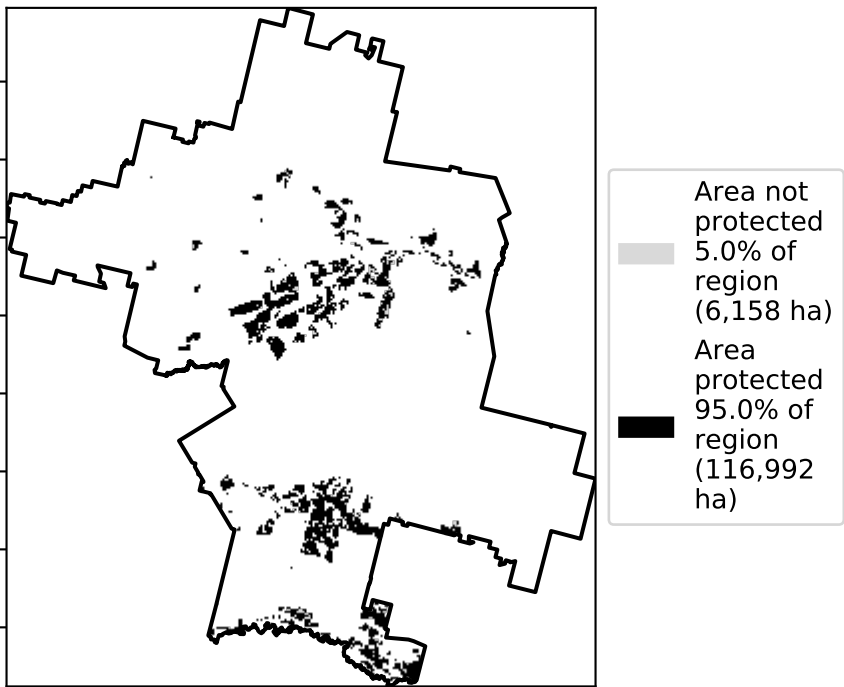 Area not
protected
5.0% of
region
(6,158 ha)
Area
protected
95.0% of
region
(116,992
ha)